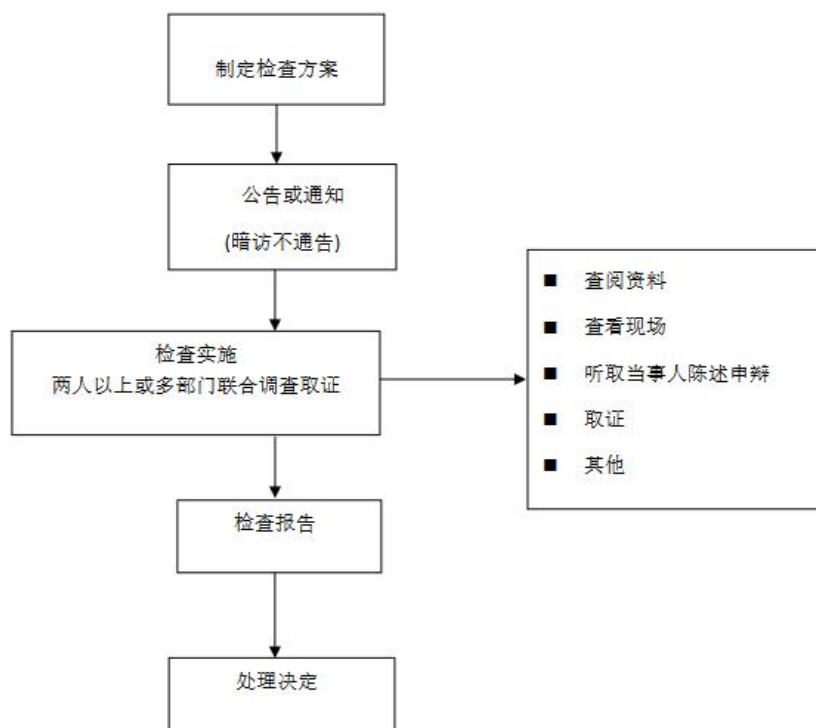 制定检查方案
公告或通知
(暗访不通告)
检查实施
两人以上或多部门联合调查取证
■ 查阅资料
■ 查看现场
■ 听取当事人陈述申辩
■ 取证
■ 其他
检查报告
处理决定